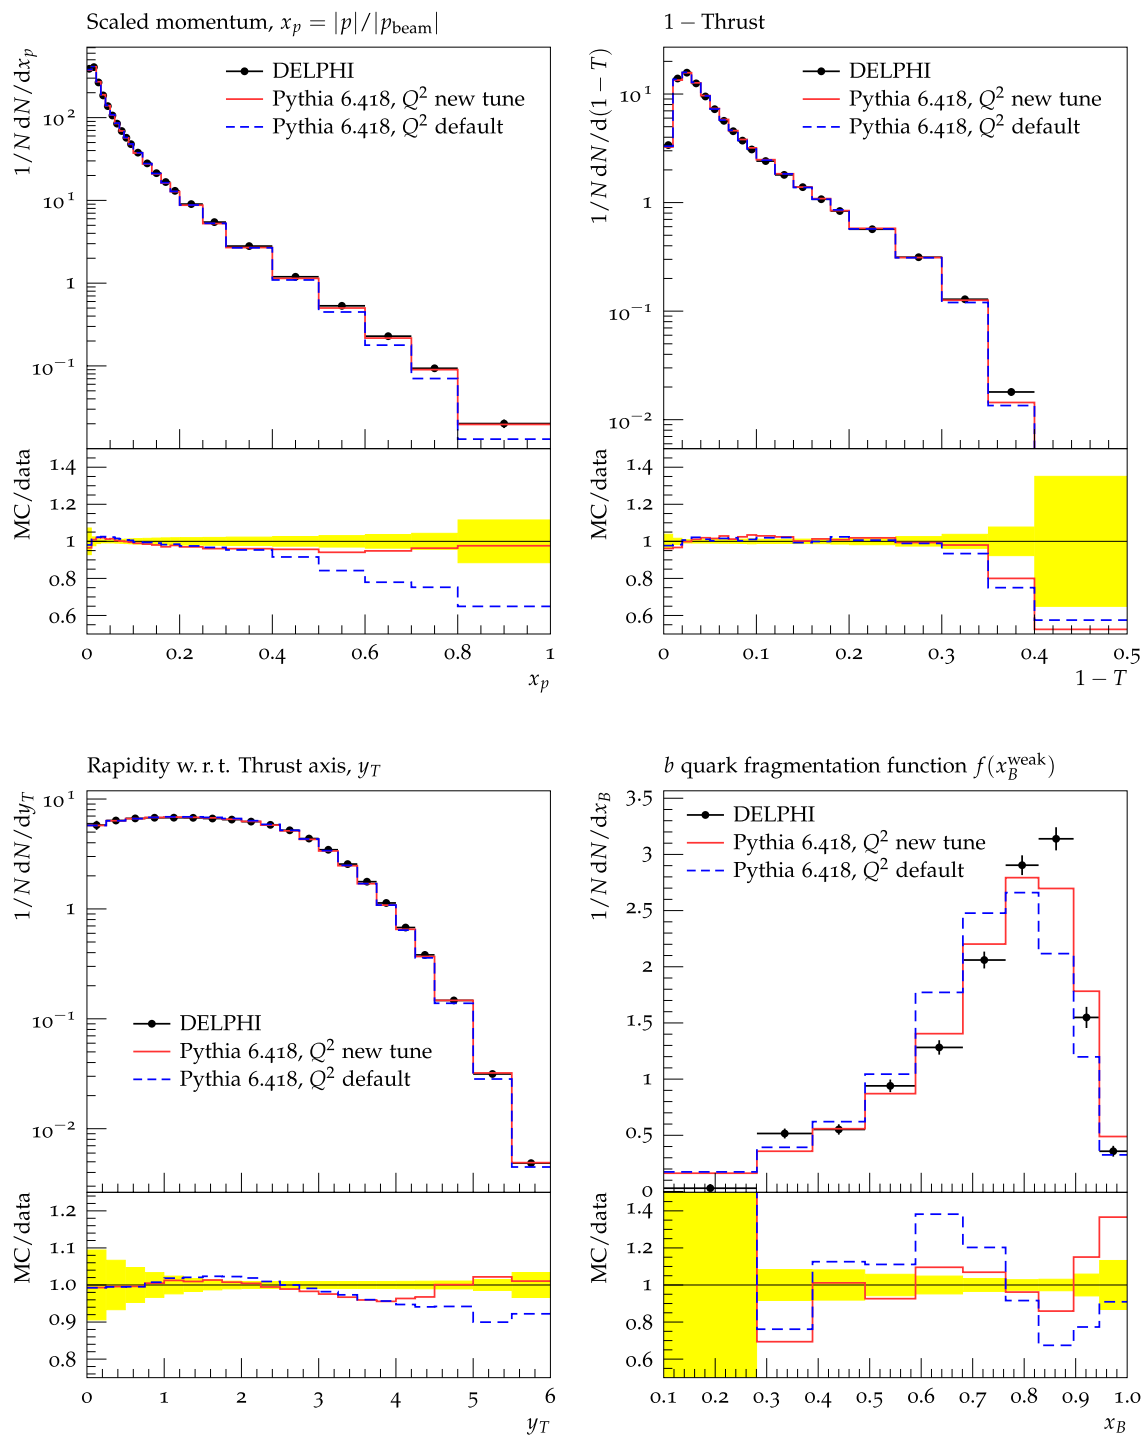 Scaled momentum, x_p = |p|/|p_beam|
1/N dN/dx_p
DELPHI
Pythia 6.418, Q² new tune
Pythia 6.418, Q² default
10²
10¹
1
10⁻¹
MC/data
1.4
1.2
1
0.8
0.6
0 0.2 0.4 0.6 0.8 1
x_p
1 − Thrust
1/N dN/d(1 − T)
DELPHI
Pythia 6.418, Q² new tune
Pythia 6.418, Q² default
10¹
1
10⁻¹
10⁻²
MC/data
1.4
1.2
1
0.8
0.6
0 0.1 0.2 0.3 0.4 0.5
1 − T
Rapidity w. r. t. Thrust axis, y_T
1/N dN/dy_T
10¹
1
10⁻¹
DELPHI
Pythia 6.418, Q² new tune
Pythia 6.418, Q² default
10⁻²
MC/data
1.2
1.1
1.0
0.9
0.8
0 1 2 3 4 5 6
y_T
b quark fragmentation function f(x_B^weak)
1/N dN/dx_B
DELPHI
Pythia 6.418, Q² new tune
Pythia 6.418, Q² default
3.5
3
2.5
2
1.5
1
0.5
0
MC/data
1.4
1.2
1
0.8
0.6
0.1 0.2 0.3 0.4 0.5 0.6 0.7 0.8 0.9 1.0
x_B